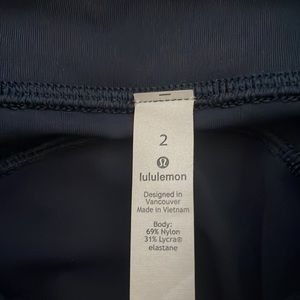 2
lululemon
Designed in
Vancouver
Made in Vietnam
Body:
69% Nylon
31% Lycra®
elastane